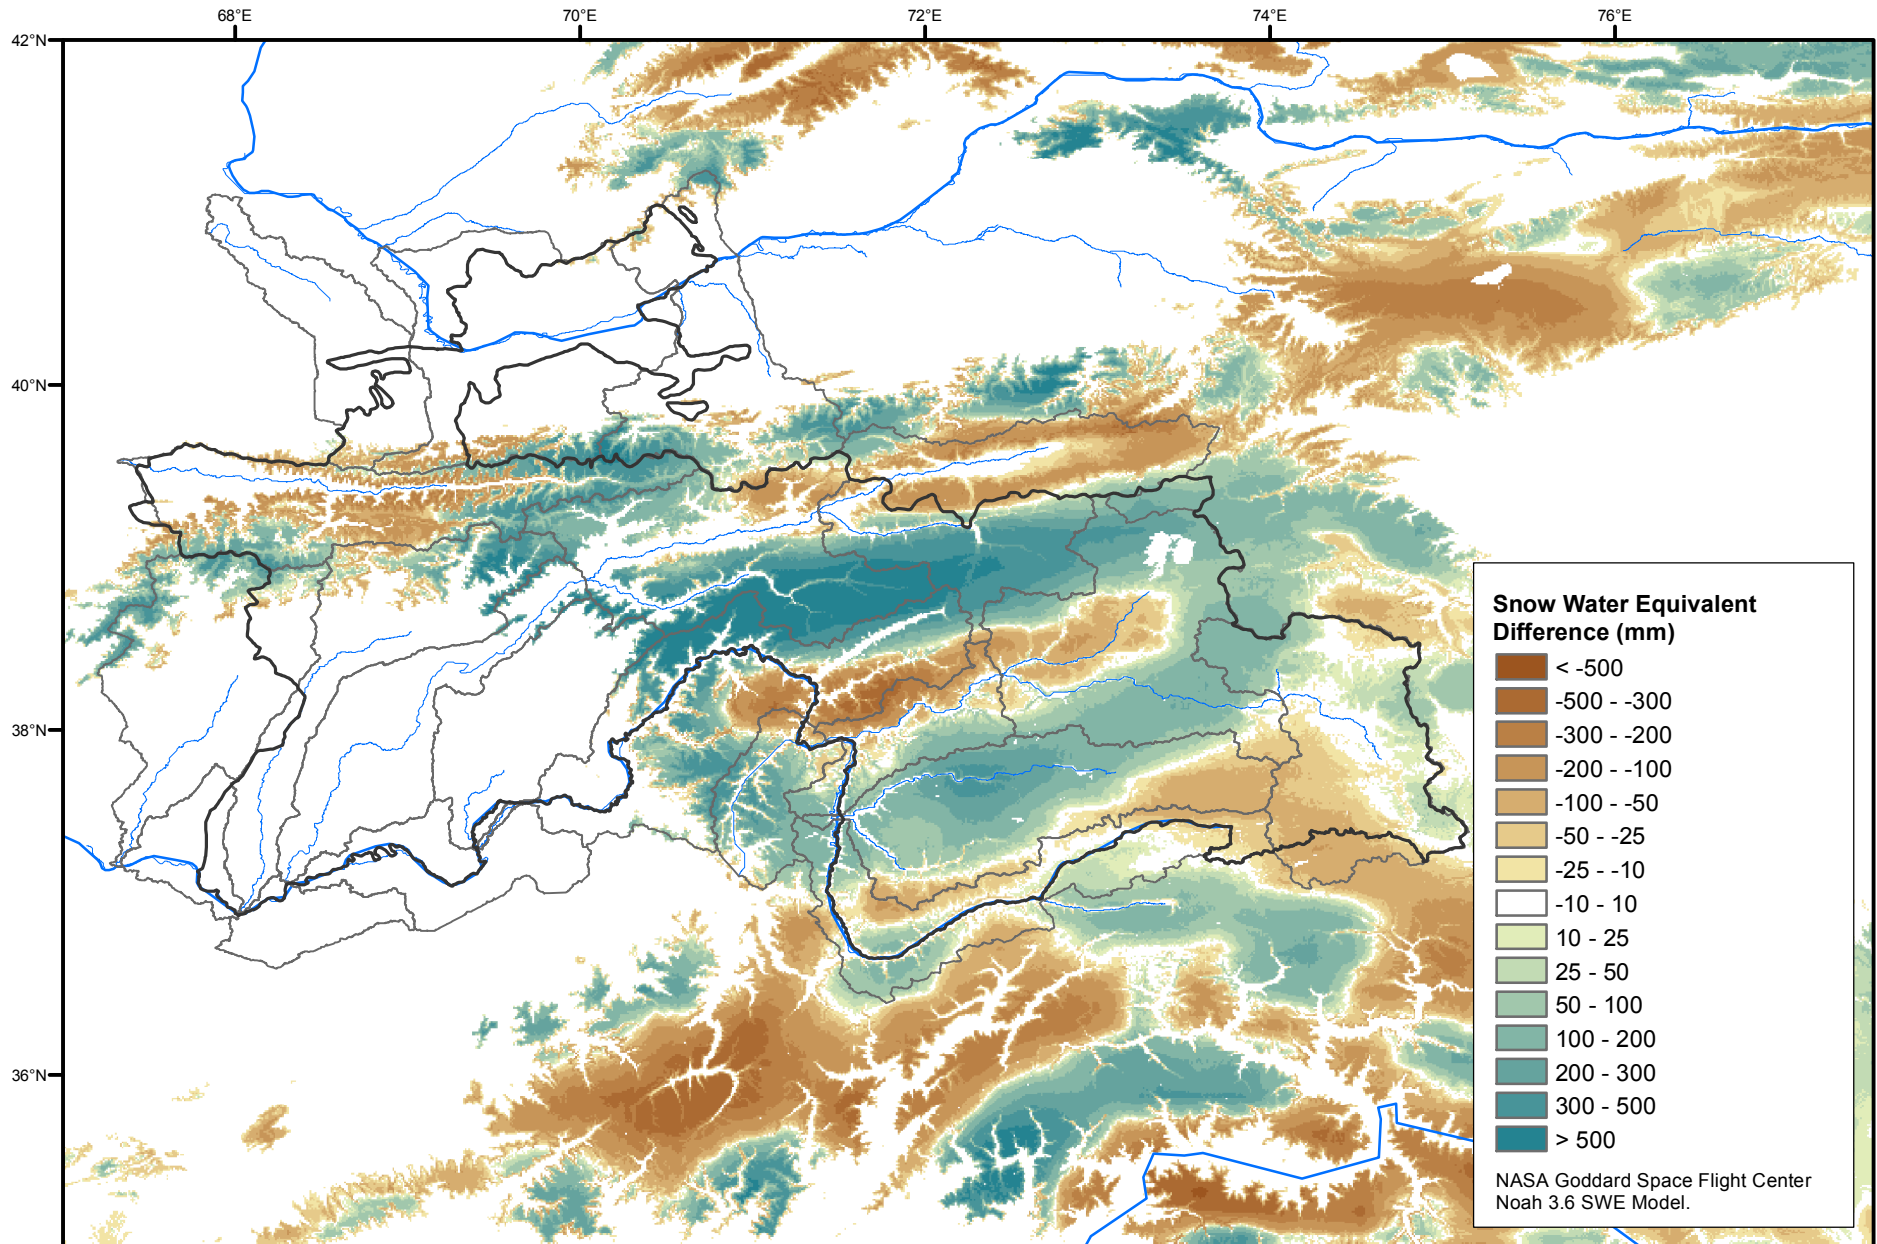 68°E
70°E
72°E
74°E
76°E
42°N
40°N
38°N
36°N
Snow Water Equivalent
Difference (mm)
< -500
-500 - -300
-300 - -200
-200 - -100
-100 - -50
-50 - -25
-25 - -10
-10 - 10
10 - 25
25 - 50
50 - 100
100 - 200
200 - 300
300 - 500
> 500
NASA Goddard Space Flight Center
Noah 3.6 SWE Model.